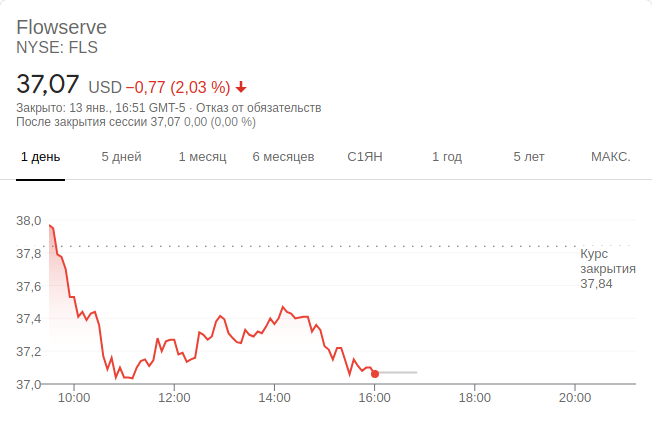 Flowserve
NYSE: FLS
37,07 USD −0,77 (2,03 %)
Закрыто: 13 янв., 16:51 GMT-5 · Отказ от обязательств
После закрытия сессии 37,07 0,00 (0,00 %)
1 день 5 дней 1 месяц 6 месяцев С1ЯН 1 год 5 лет МАКС.
38,0
37,8
Курс
закрытия
37,84
37,6
37,4
37,2
37,0
10:00 12:00 14:00 16:00 18:00 20:00